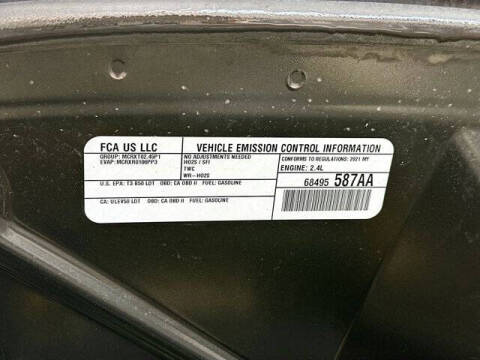 FCA US LLC
VEHICLE EMISSION CONTROL INFORMATION
GROUP: MCRXT02.45P1
EVAP: MCRXR0100PP3
NO ADJUSTMENTS NEEDED
HO2S / SFI
TWC
WR-HO2S
CONFORMS TO REGULATIONS: 2021 MY
ENGINE: 2.4L
68495 587AA
U.S. EPA: T3 B50 LDT OBD: CA OBD II FUEL: GASOLINE
CA: ULEV50 LDT OBD: CA OBD II FUEL: GASOLINE